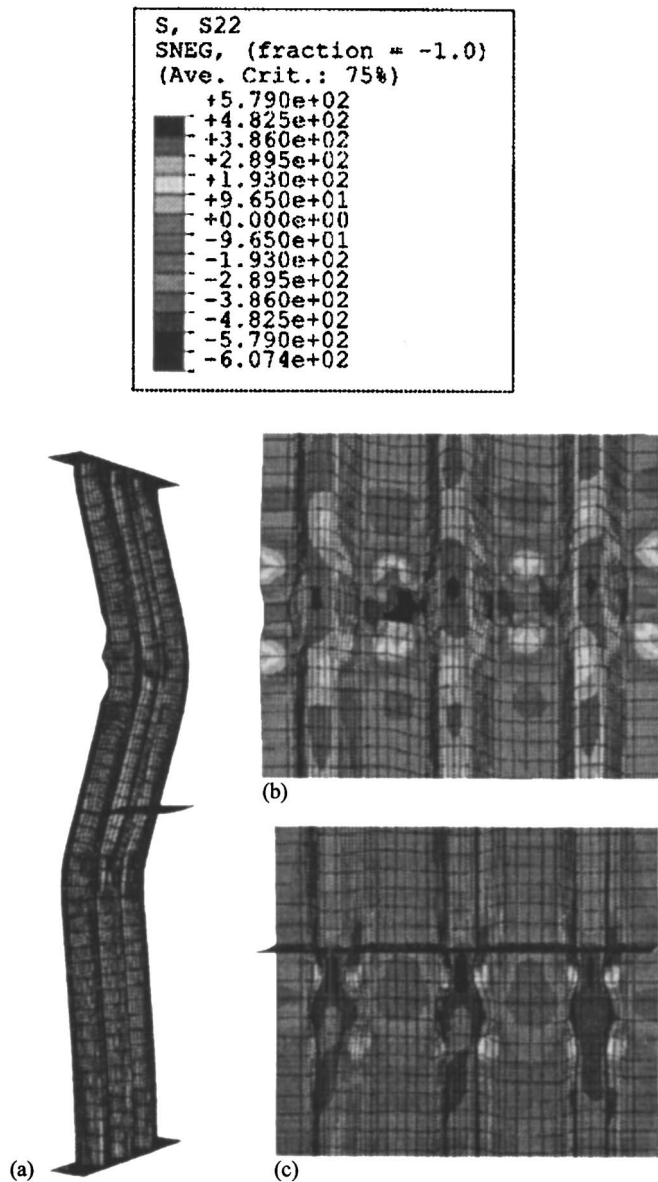 S, S22
SNEG, (fraction = -1.0)
(Ave. Crit.: 75%)
+5.790e+02
+4.825e+02
+3.860e+02
+2.895e+02
+1.930e+02
+9.650e+01
+0.000e+00
-9.650e+01
-1.930e+02
-2.895e+02
-3.860e+02
-4.825e+02
-5.790e+02
-6.074e+02
(b)
(a)
(c)